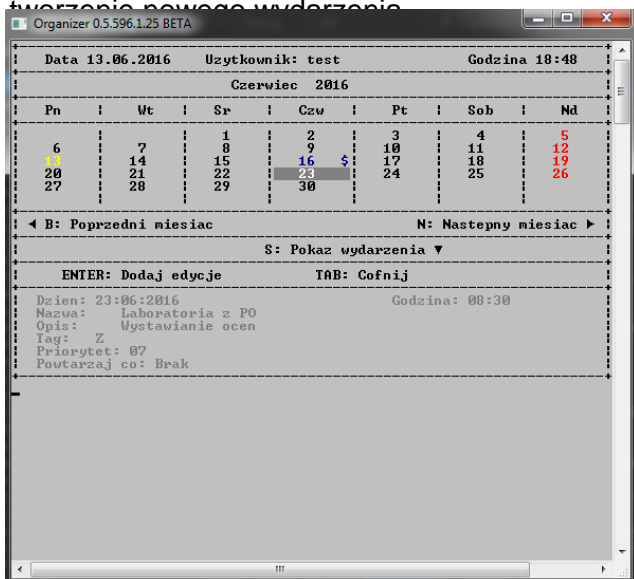 tworzenie nowego wydarzenia
Organizer 0.5.596.1.25 BETA
Data 13.06.2016 Uzytkownik: test Godzina 18:48
Czerwiec 2016
Pn Wt Sr Czw Pt Sob Nd
1 2 3 4 5
6 7 8 9 10 11 12
13 14 15 16 $ 17 18 19
20 21 22 23 24 25 26
27 28 29 30
◄ B: Poprzedni miesiac N: Nastepny miesiac ►
S: Pokaz wydarzenia ▼
ENTER: Dodaj edycje TAB: Cofnij
Dzien: 23:06:2016 Godzina: 08:30
Nazwa: Laboratoria z PO
Opis: Wystawianie ocen
Tag: Z
Priorytet: 07
Powtarzaj co: Brak